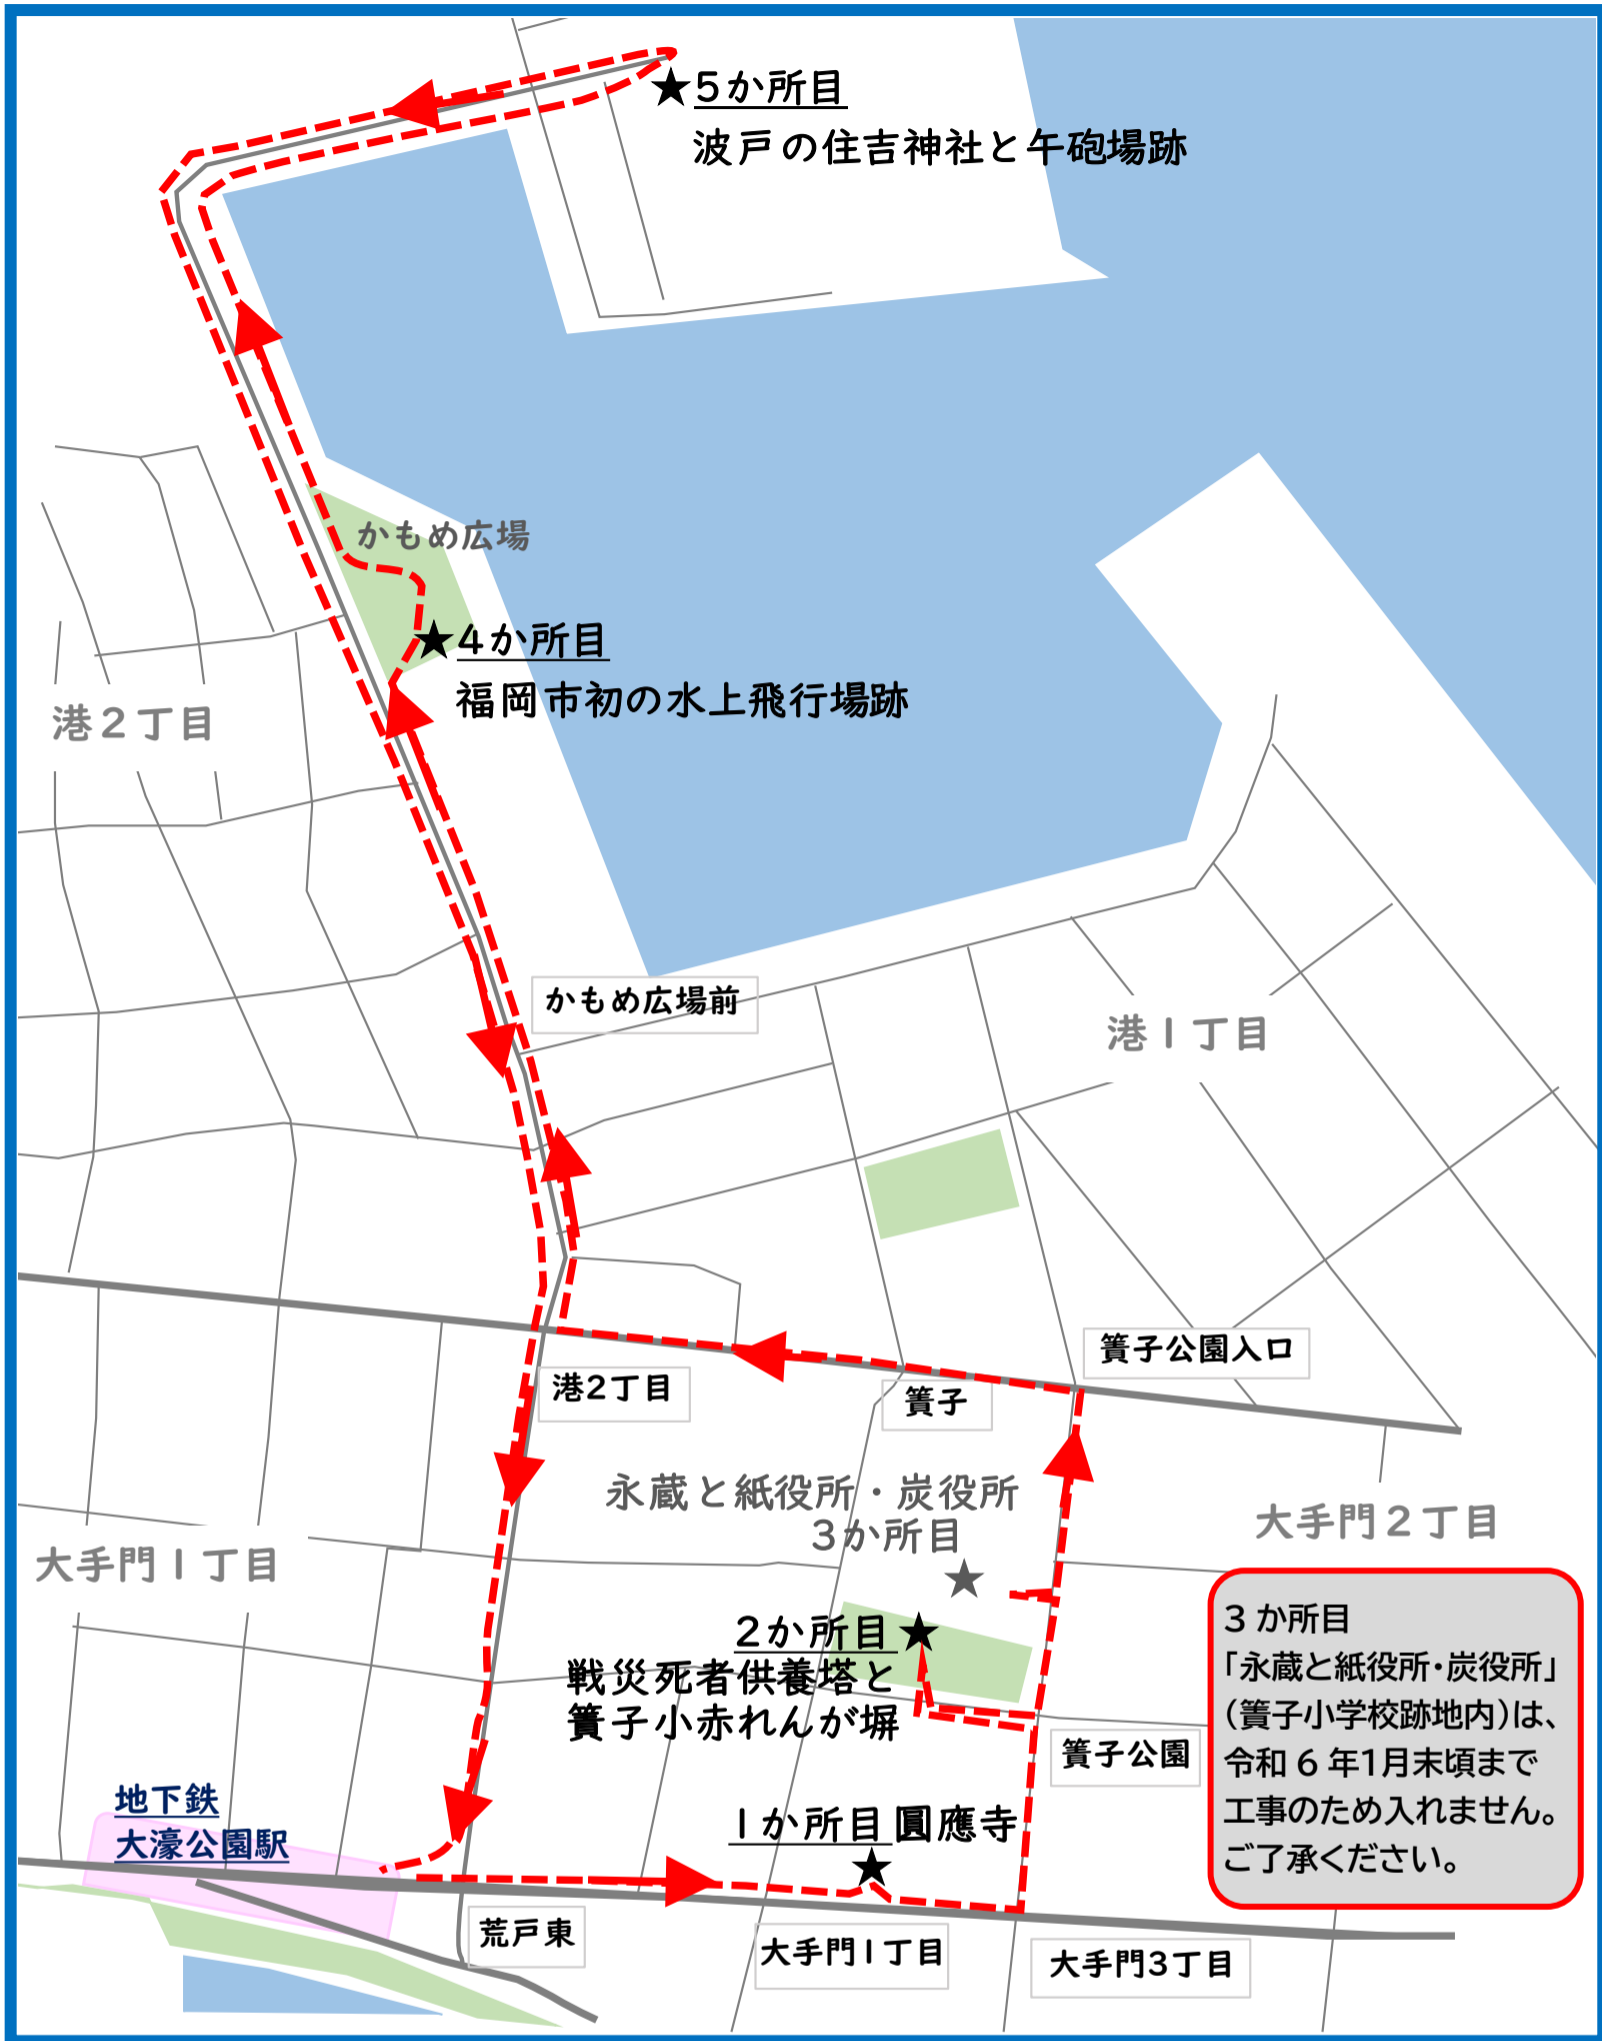 ★5か所目
波戸の住吉神社と午砲場跡
かもめ広場
★4か所目
福岡市初の水上飛行場跡
港2丁目
かもめ広場前
港1丁目
簀子公園入口
港2丁目
簀子
永蔵と紙役所・炭役所
3か所目
★
大手門2丁目
大手門1丁目
2か所目★
戦災死者供養塔と
簀子小赤れんが塀
簀子公園
3か所目
「永蔵と紙役所・炭役所」
(簀子小学校跡地内)は、
令和6年1月末頃まで
工事のため入れません。
ご了承ください。
地下鉄
大濠公園駅
1か所目圓應寺
★
荒戸東
大手門1丁目
大手門3丁目